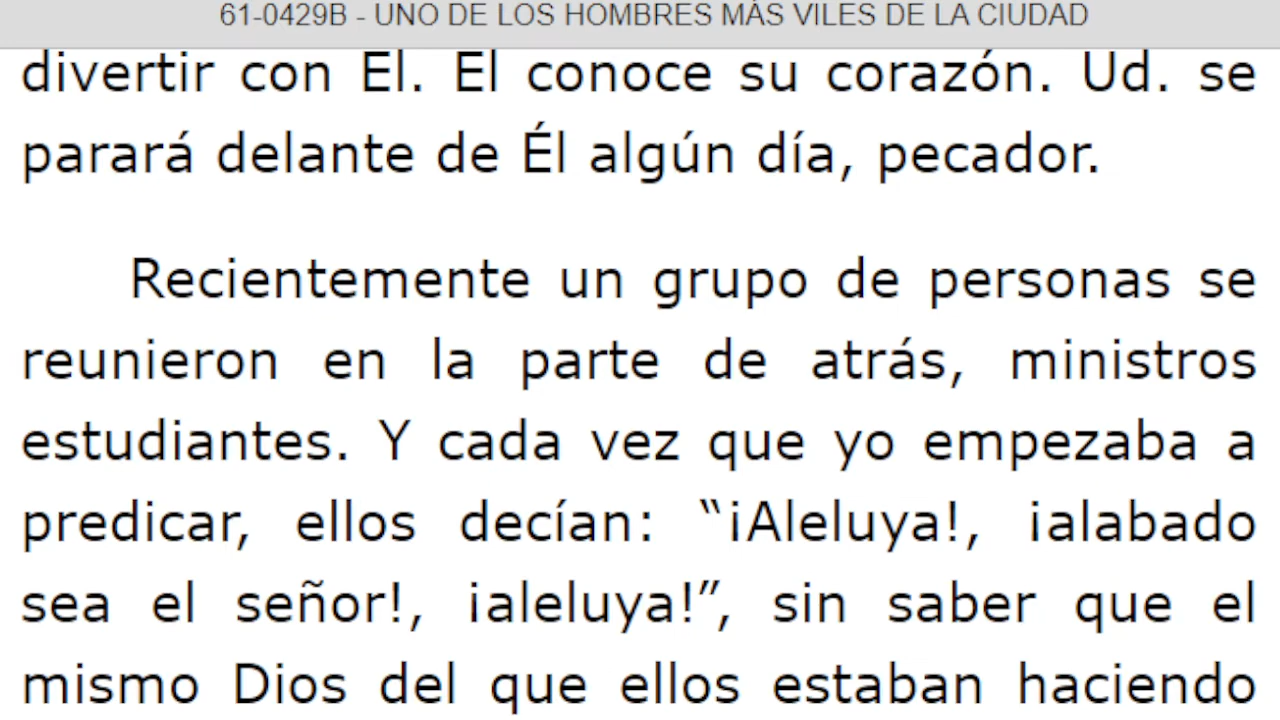 61-0429B - UNO DE LOS HOMBRES MÁS VILES DE LA CIUDAD
divertir con Él. Él conoce su corazón. Ud. se
parará delante de Él algún día, pecador.
Recientemente un grupo de personas se
reunieron en la parte de atrás, ministros
estudiantes. Y cada vez que yo empezaba a
predicar, ellos decían: “¡Aleluya!, ¡alabado
sea el señor!, ¡aleluya!”, sin saber que el
mismo Dios del que ellos estaban haciendo